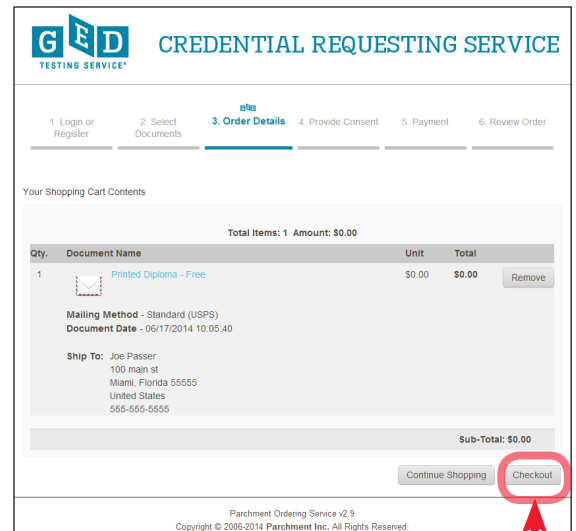 GED
TESTING SERVICE®
CREDENTIAL REQUESTING SERVICE
GED
1. Login or Register
2. Select Documents
3. Order Details
4. Provide Consent
5. Payment
6. Review Order
Your Shopping Cart Contents
Total Items: 1 Amount: $0.00
Qty. Document Name Unit Total
1 Printed Diploma - Free $0.00 $0.00 Remove
Mailing Method - Standard (USPS)
Document Date - 06/17/2014 10:05:40
Ship To: Joe Passer
100 main st
Miami, Florida 55555
United States
555-555-5555
Sub-Total: $0.00
Continue Shopping Checkout
Parchment Ordering Service v2.9
Copyright © 2006-2014 Parchment Inc. All Rights Reserved.